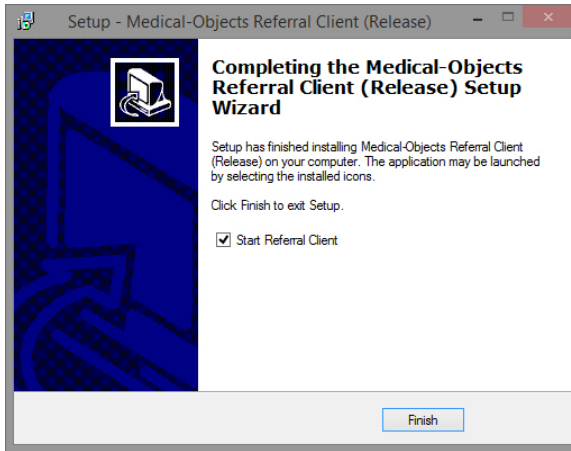 Setup - Medical-Objects Referral Client (Release)
Completing the Medical-Objects
Referral Client (Release) Setup
Wizard
Setup has finished installing Medical-Objects Referral Client
(Release) on your computer. The application may be launched
by selecting the installed icons.
Click Finish to exit Setup.
Start Referral Client
Finish